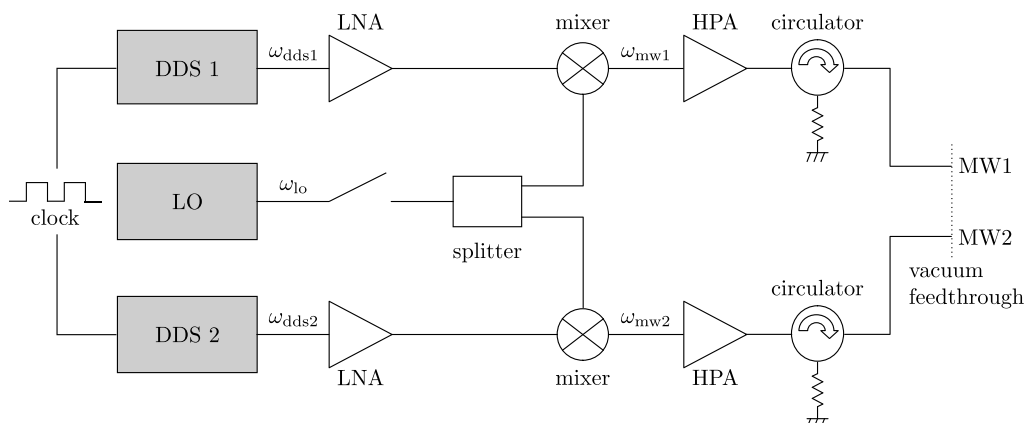 LNA
mixer
HPA
circulator
DDS 1
ω_dds1
ω_mw1
MW1
LO
ω_lo
clock
splitter
MW2
vacuum
feedthrough
circulator
DDS 2
ω_dds2
ω_mw2
LNA
mixer
HPA